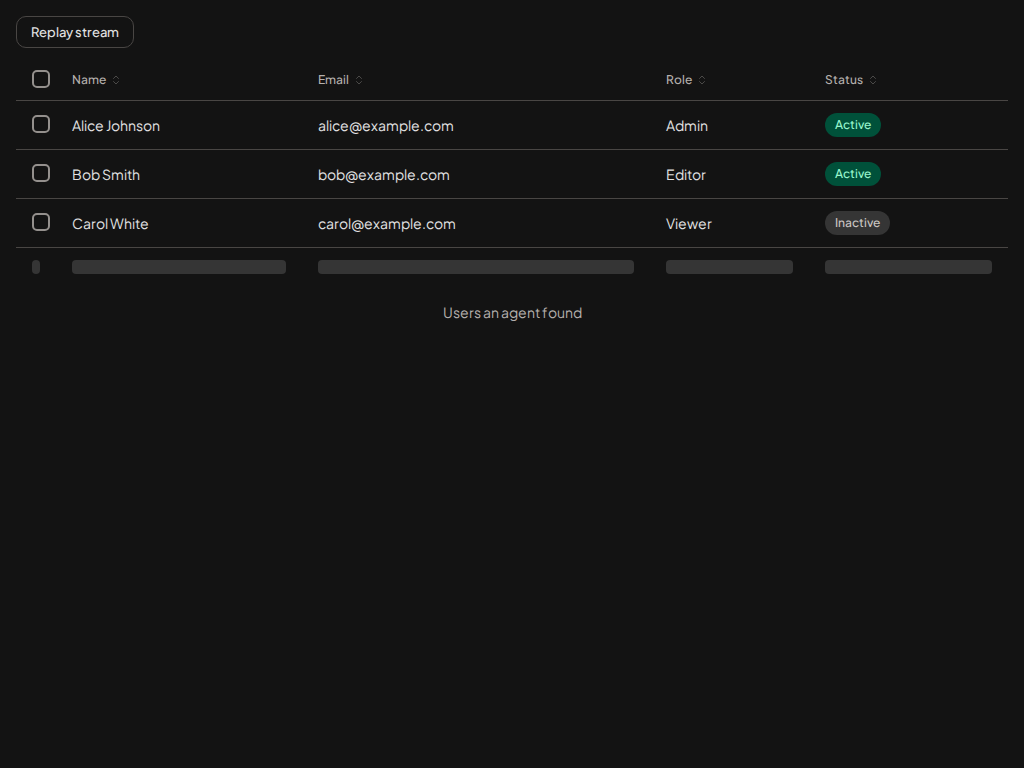 Replay stream
Name Email Role Status
Alice Johnson alice@example.com Admin Active
Bob Smith bob@example.com Editor Active
Carol White carol@example.com Viewer Inactive
Users an agent found